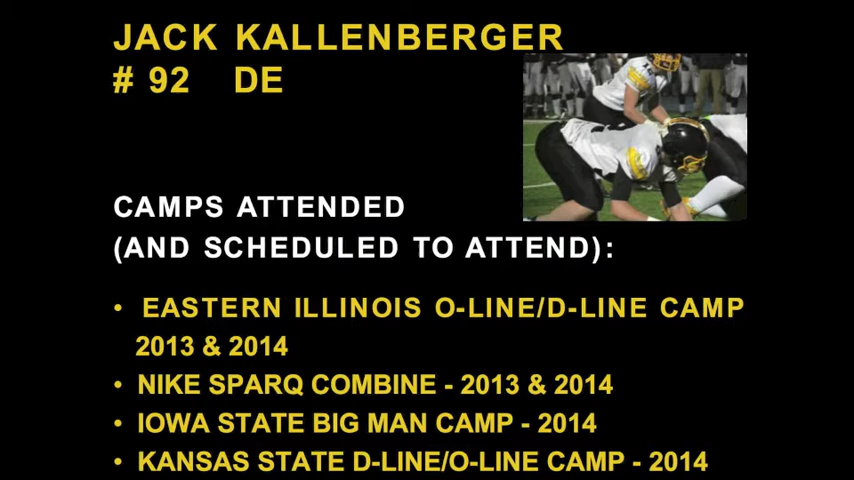 JACK KALLENBERGER
# 92 DE
CAMPS ATTENDED
(AND SCHEDULED TO ATTEND):
• EASTERN ILLINOIS O-LINE/D-LINE CAMP
2013 & 2014
• NIKE SPARQ COMBINE - 2013 & 2014
• IOWA STATE BIG MAN CAMP - 2014
• KANSAS STATE D-LINE/O-LINE CAMP - 2014